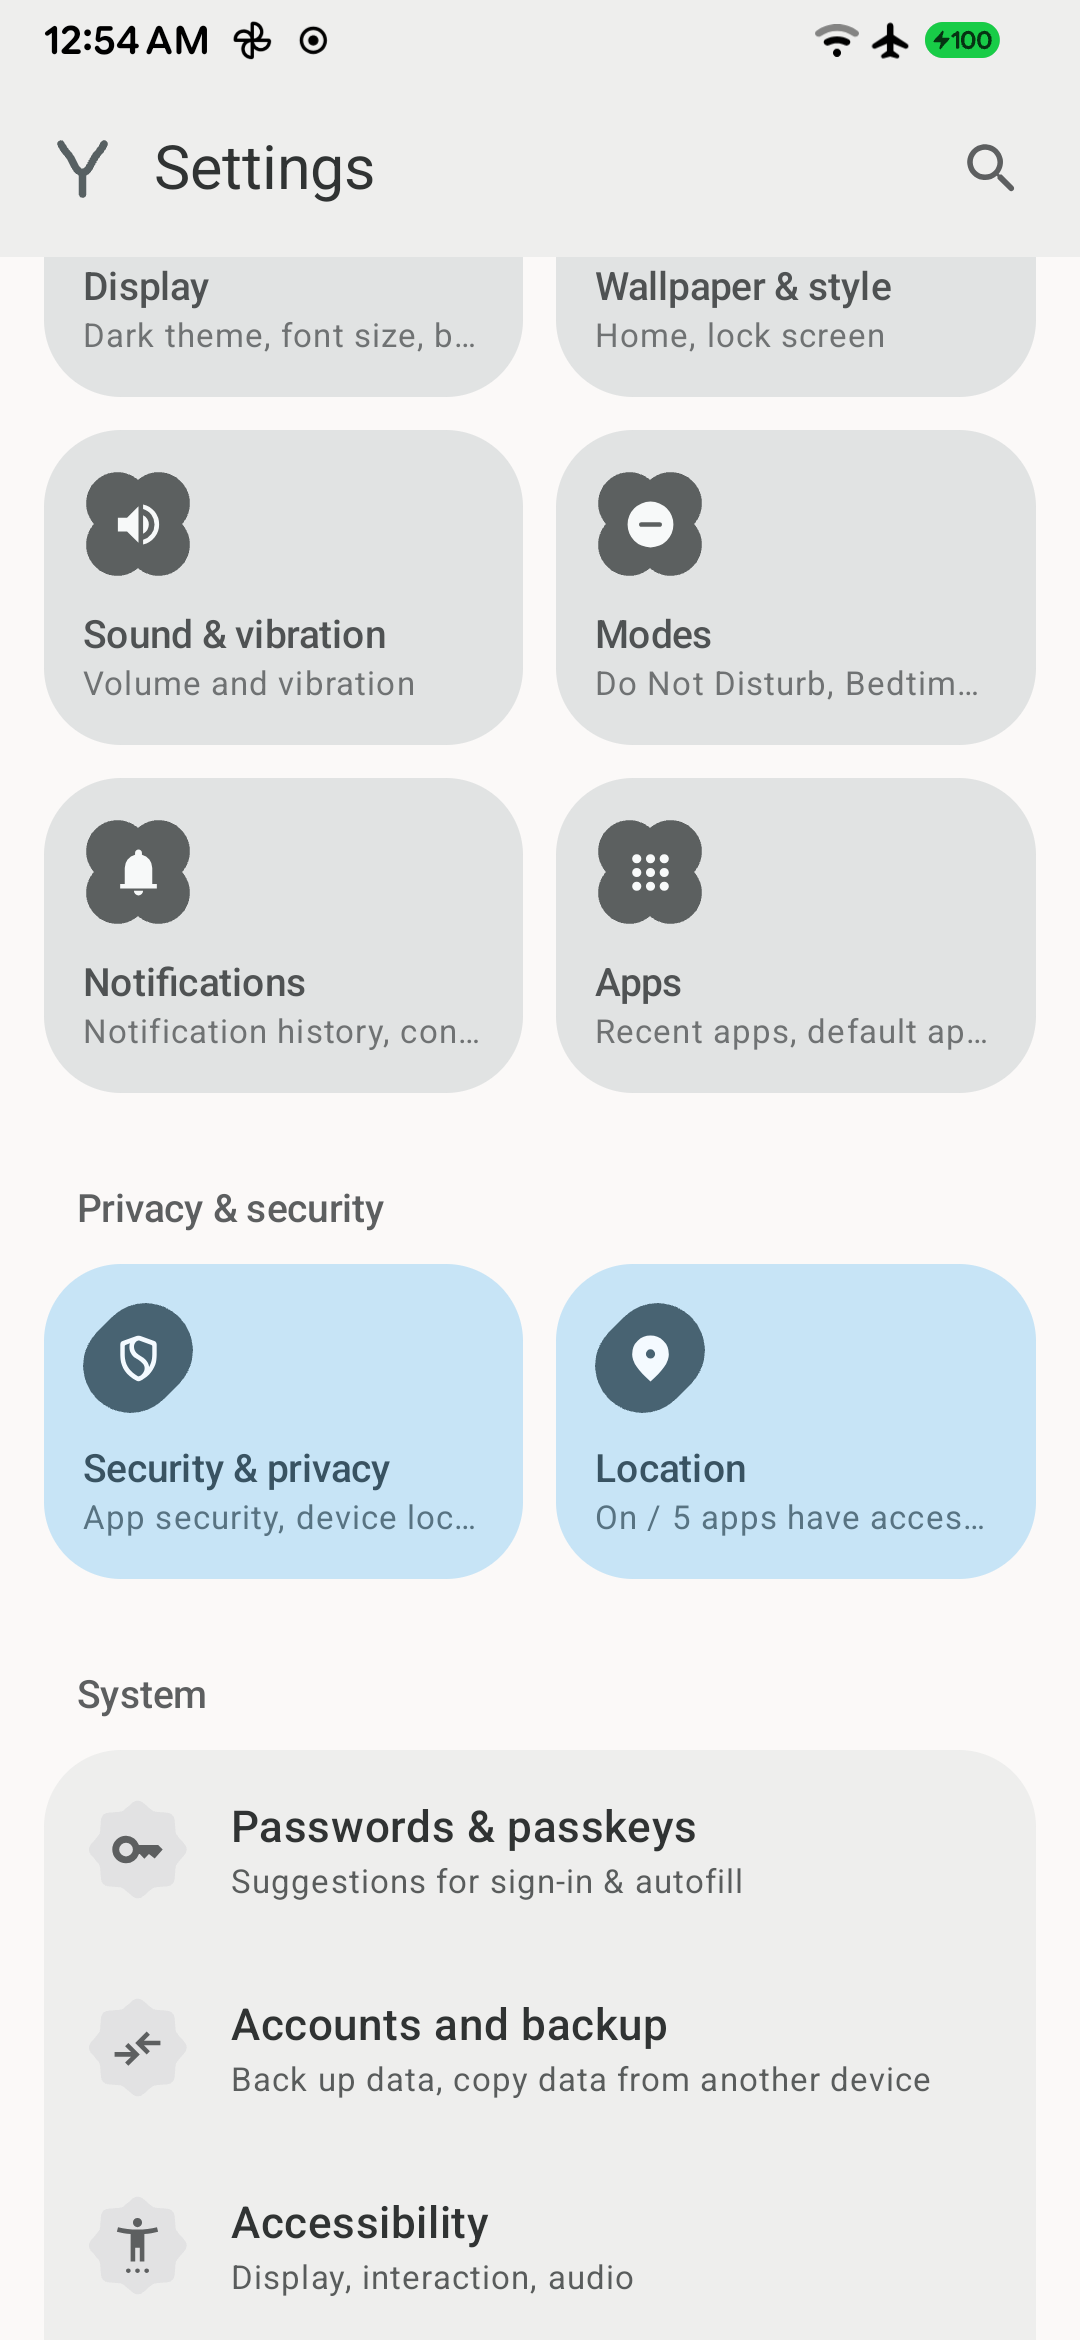 12:54 AM
100
Settings
Display
Dark theme, font size, b…
Wallpaper & style
Home, lock screen
Sound & vibration
Volume and vibration
Modes
Do Not Disturb, Bedtim…
Notifications
Notification history, con…
Apps
Recent apps, default ap…
Privacy & security
Security & privacy
App security, device loc…
Location
On / 5 apps have acces…
System
Passwords & passkeys
Suggestions for sign-in & autofill
Accounts and backup
Back up data, copy data from another device
Accessibility
Display, interaction, audio